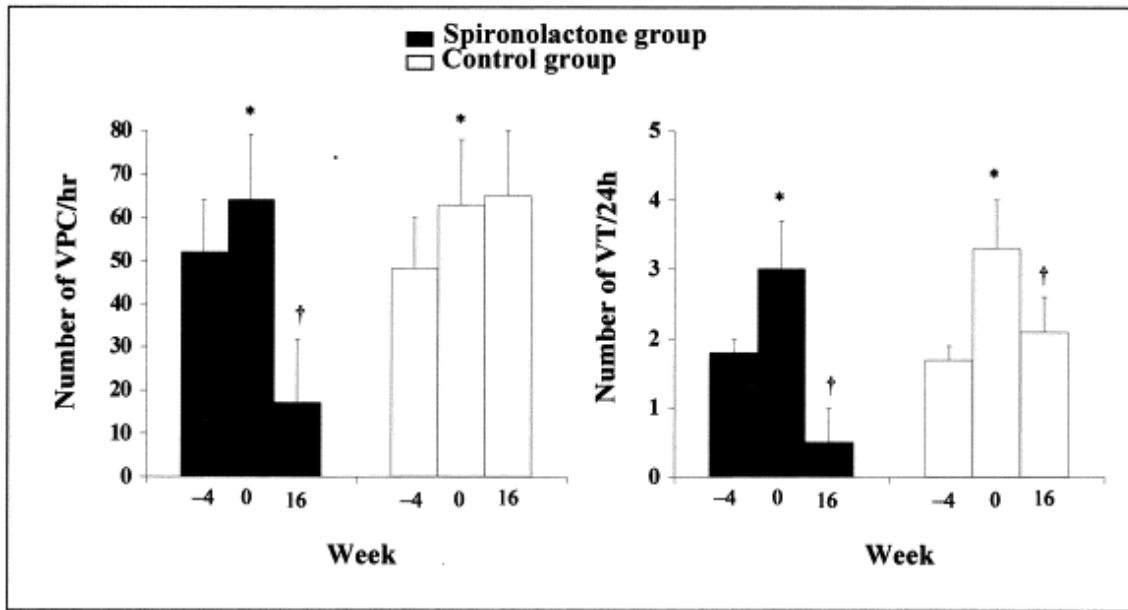 Spironolactone group
Control group
Number of VPC/hr
80
70
60
50
40
30
20
10
0
*
†
*
–4 0 16 –4 0 16
Week
Number of VT/24h
5
4
3
2
1
0
*
†
*
†
–4 0 16 –4 0 16
Week